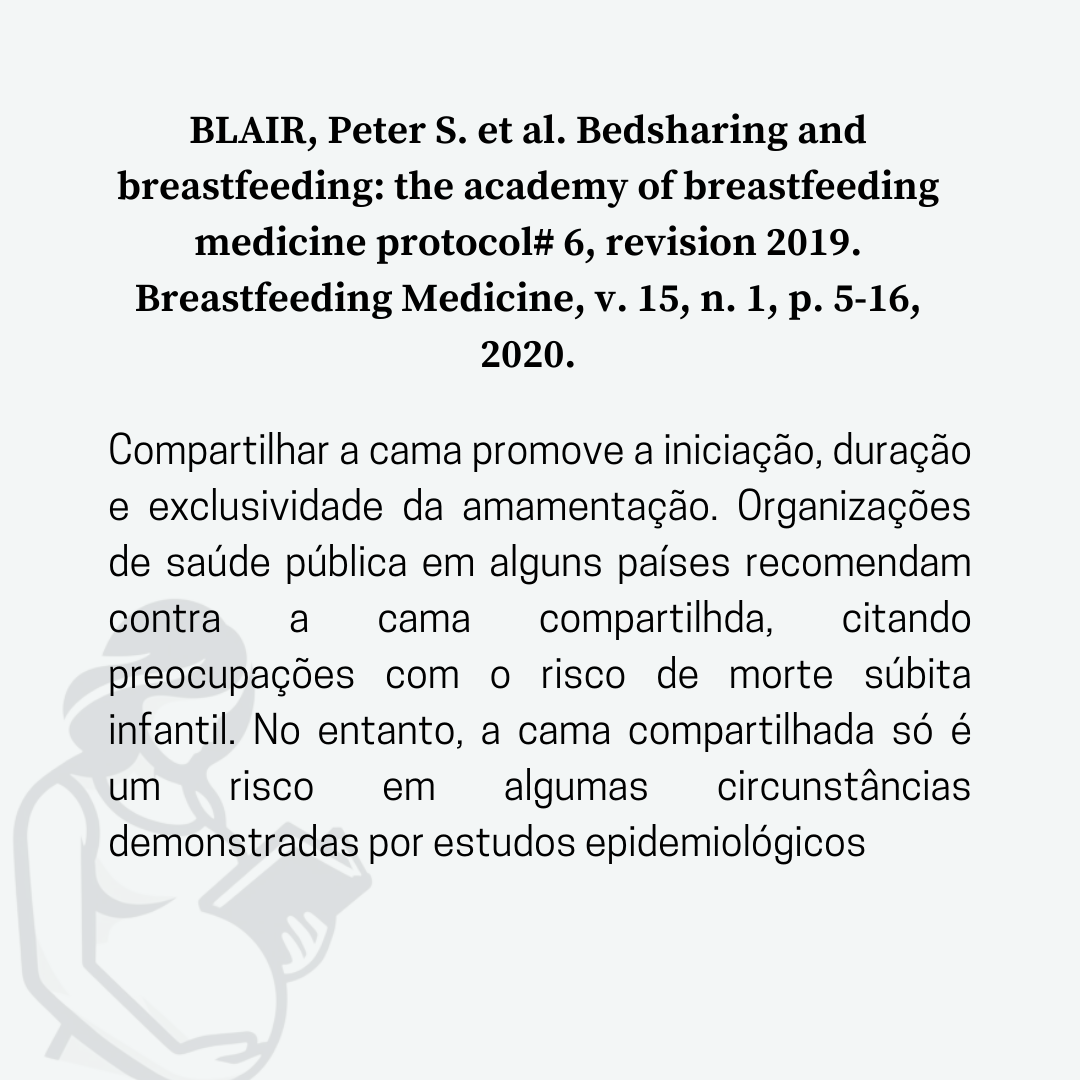 BLAIR, Peter S. et al. Bedsharing and
breastfeeding: the academy of breastfeeding
medicine protocol# 6, revision 2019.
Breastfeeding Medicine, v. 15, n. 1, p. 5-16,
2020.
Compartilhar a cama promove a iniciação, duração
e exclusividade da amamentação. Organizações
de saúde pública em alguns países recomendam
contra a cama compartilhda, citando
preocupações com o risco de morte súbita
infantil. No entanto, a cama compartilhada só é
um risco em algumas circunstâncias
demonstradas por estudos epidemiológicos